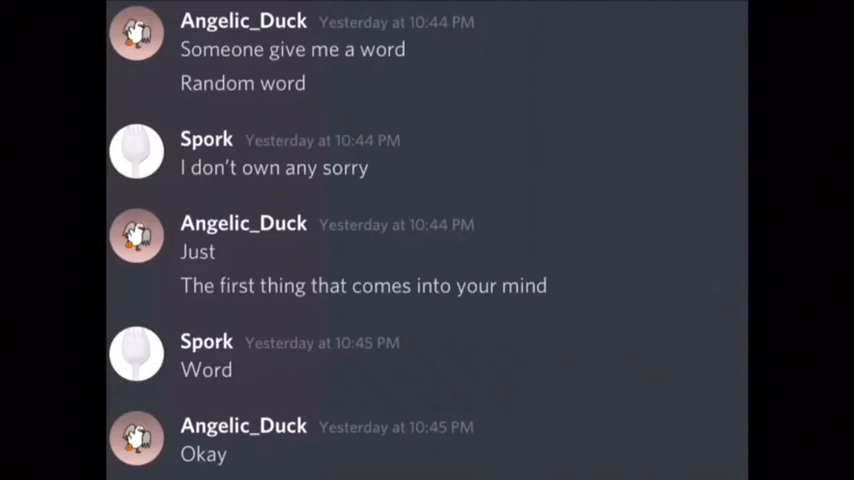 Angelic_Duck Yesterday at 10:44 PM
Someone give me a word
Random word
Spork Yesterday at 10:44 PM
I don't own any sorry
Angelic_Duck Yesterday at 10:44 PM
Just
The first thing that comes into your mind
Spork Yesterday at 10:45 PM
Word
Angelic_Duck Yesterday at 10:45 PM
Okay